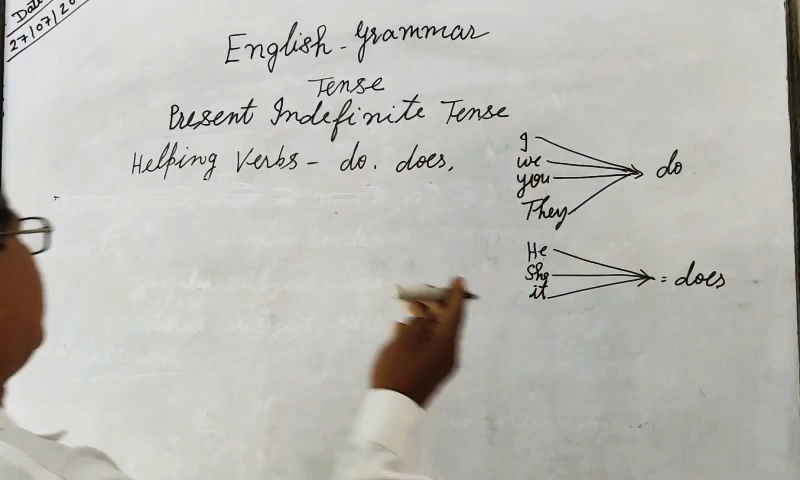 Date
27/07/20
English-Grammar
Tense
Present Indefinite Tense
Helping Verbs - do. does.
I
we
you
They
do
He
She
it
= does